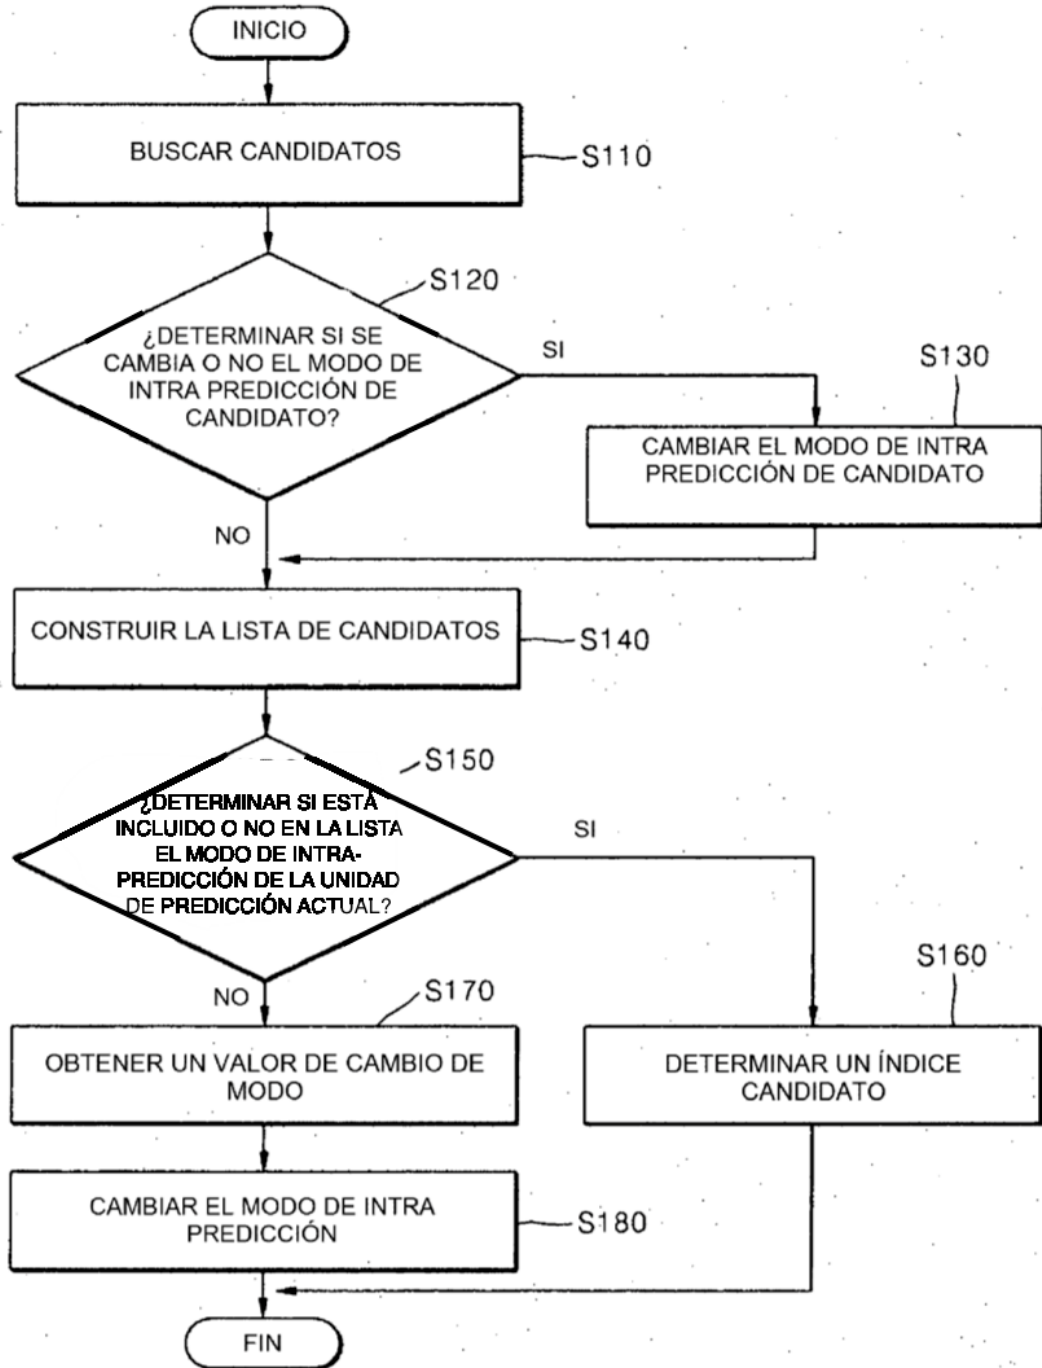 INICIO
BUSCAR CANDIDATOS
S110
S120
¿DETERMINAR SI SE
CAMBIA O NO EL MODO DE
INTRA PREDICCIÓN DE
CANDIDATO?
SI
S130
CAMBIAR EL MODO DE INTRA
PREDICCIÓN DE CANDIDATO
NO
CONSTRUIR LA LISTA DE CANDIDATOS
S140
S150
¿DETERMINAR SI ESTÁ
INCLUIDO O NO EN LA LISTA
EL MODO DE INTRA-
PREDICCIÓN DE LA UNIDAD
DE PREDICCIÓN ACTUAL?
SI
S160
DETERMINAR UN ÍNDICE
CANDIDATO
NO
S170
OBTENER UN VALOR DE CAMBIO DE
MODO
CAMBIAR EL MODO DE INTRA
PREDICCIÓN
S180
FIN